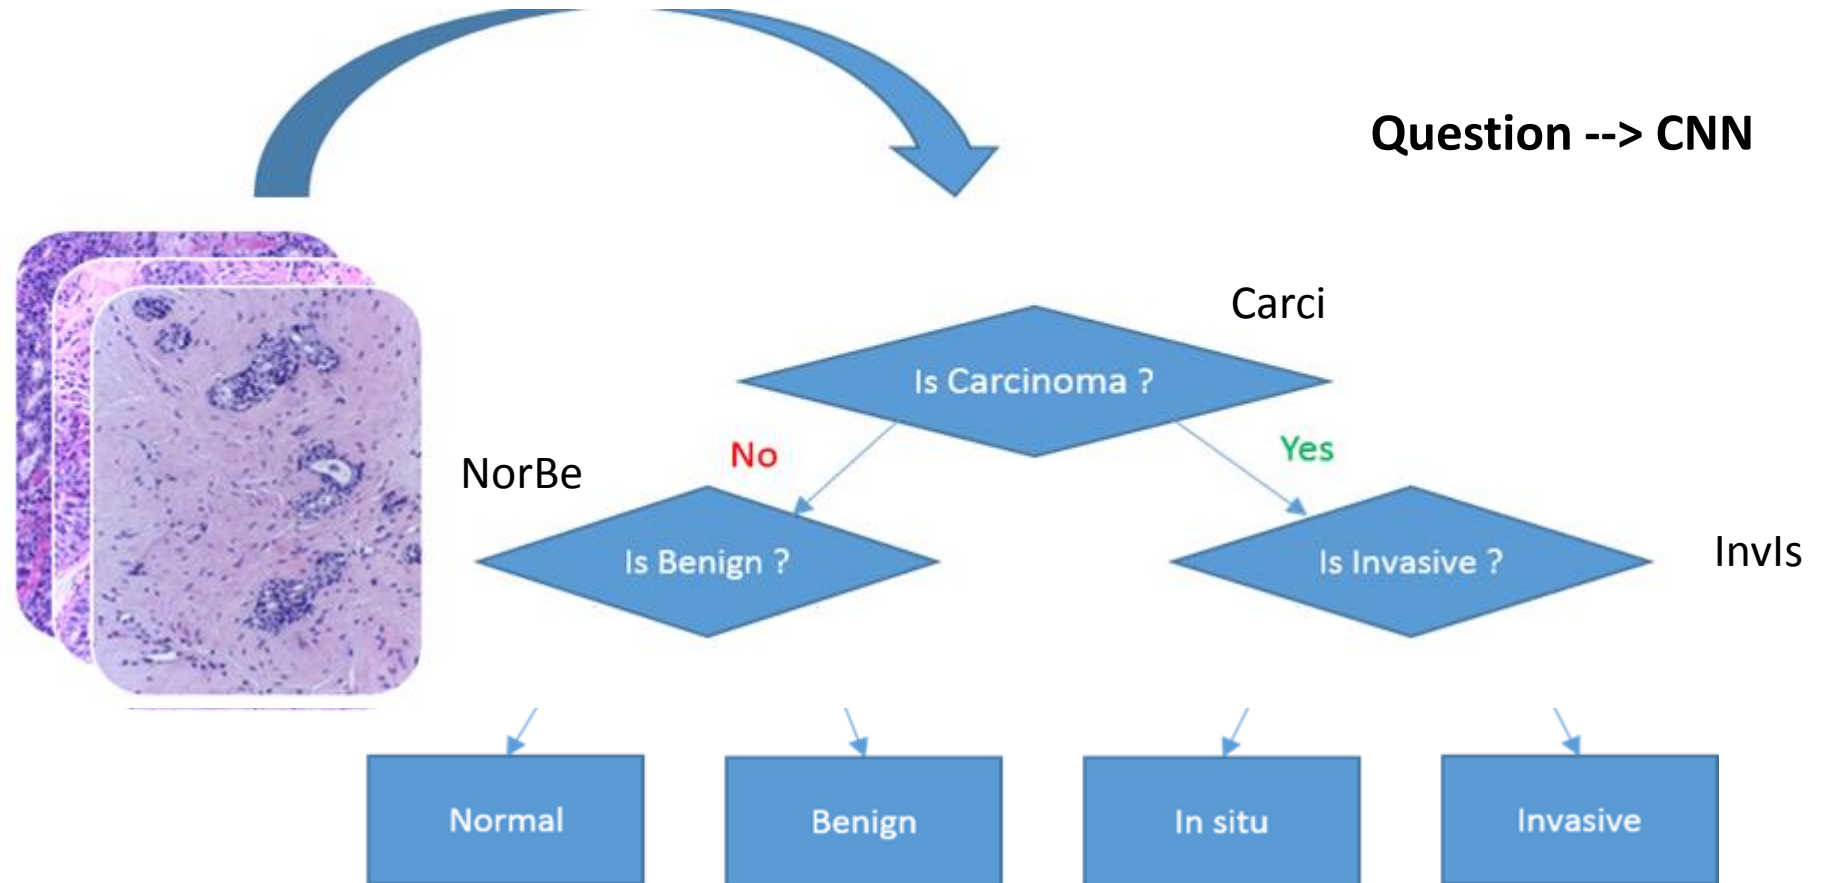 Question --> CNN
Carci
Is Carcinoma ?
No
Yes
NorBe
Is Benign ?
Is Invasive ?
InvIs
Normal
Benign
In situ
Invasive